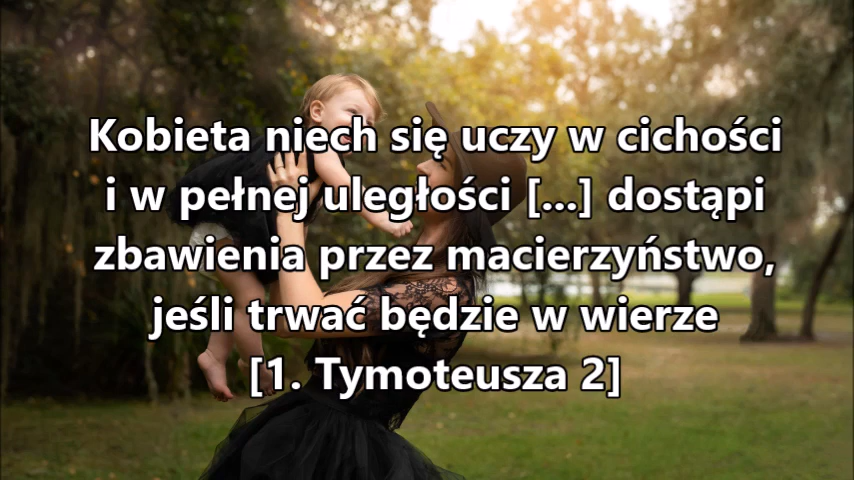 Kobieta niech się uczy w cichości
i w pełnej uległości [...] dostąpi
zbawienia przez macierzyństwo,
jeśli trwać będzie w wierze
[1. Tymoteusza 2]